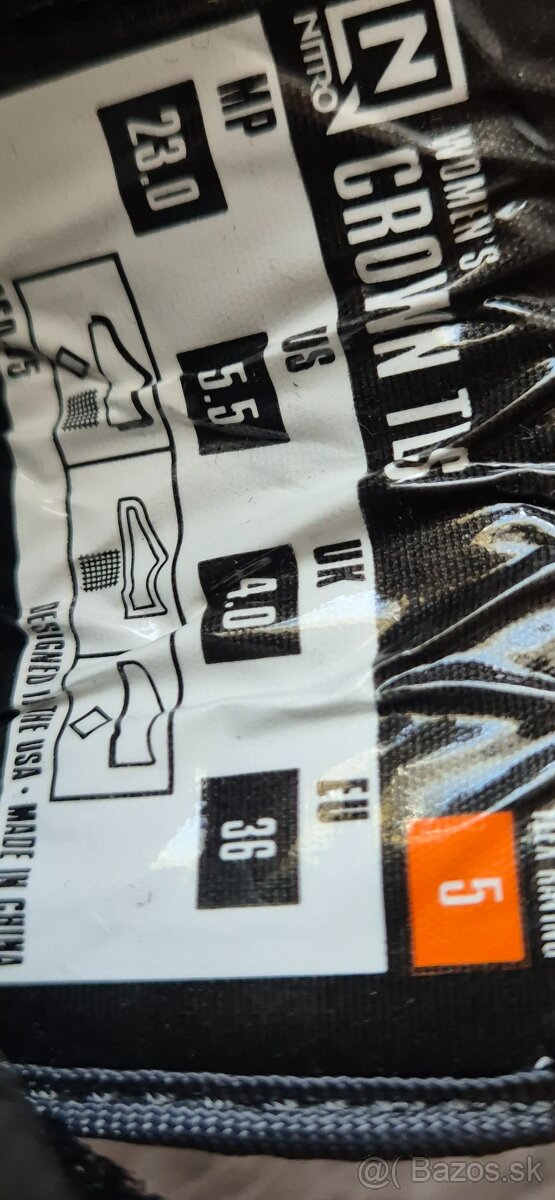 N
NITRO
WOMEN'S
CROWN TLS
MP US UK EU
23.0 5.5 4.0 36
5
DESIGNED THE USA • MADE IN CHINA
@ Bazos.sk